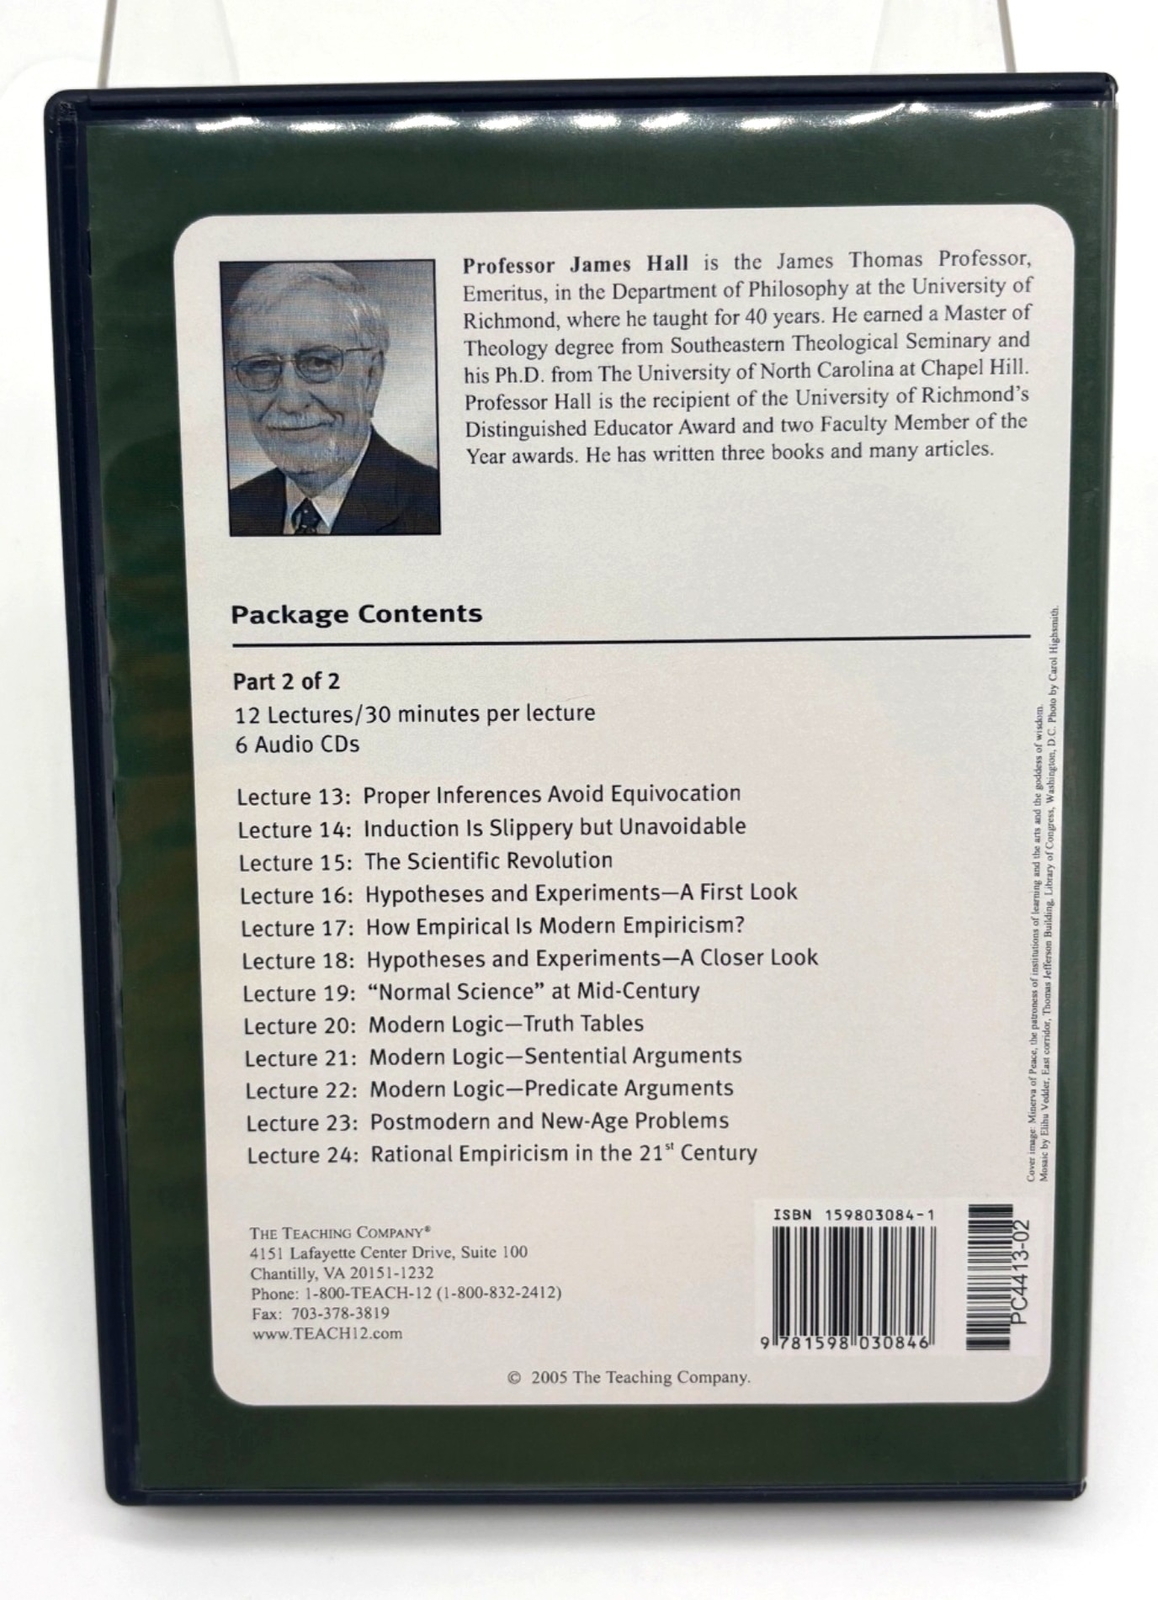 Professor James Hall is the James Thomas Professor,
Emeritus, in the Department of Philosophy at the University of
Richmond, where he taught for 40 years. He earned a Master of
Theology degree from Southeastern Theological Seminary and
his Ph.D. from The University of North Carolina at Chapel Hill.
Professor Hall is the recipient of the University of Richmond's
Distinguished Educator Award and two Faculty Member of the
Year awards. He has written three books and many articles.
Package Contents
Part 2 of 2
12 Lectures/30 minutes per lecture
6 Audio CDs
Lecture 13: Proper Inferences Avoid Equivocation
Lecture 14: Induction Is Slippery but Unavoidable
Lecture 15: The Scientific Revolution
Lecture 16: Hypotheses and Experiments—A First Look
Lecture 17: How Empirical Is Modern Empiricism?
Lecture 18: Hypotheses and Experiments—A Closer Look
Lecture 19: “Normal Science” at Mid-Century
Lecture 20: Modern Logic—Truth Tables
Lecture 21: Modern Logic—Sentential Arguments
Lecture 22: Modern Logic—Predicate Arguments
Lecture 23: Postmodern and New-Age Problems
Lecture 24: Rational Empiricism in the 21st Century
Cover image: Minerva of Peace, the patroness of institutions of learning and the arts and the goddess of wisdom.
Mosaic by Elihu Vedder, East corridor, Thomas Jefferson Building, Library of Congress, Washington, D.C. Photo by Carol Highsmith.
THE TEACHING COMPANY®
4151 Lafayette Center Drive, Suite 100
Chantilly, VA 20151-1232
Phone: 1-800-TEACH-12 (1-800-832-2412)
Fax: 703-378-3819
www.TEACH12.com
ISBN 159803084-1
9 781598 030846
PC4413-02
© 2005 The Teaching Company.